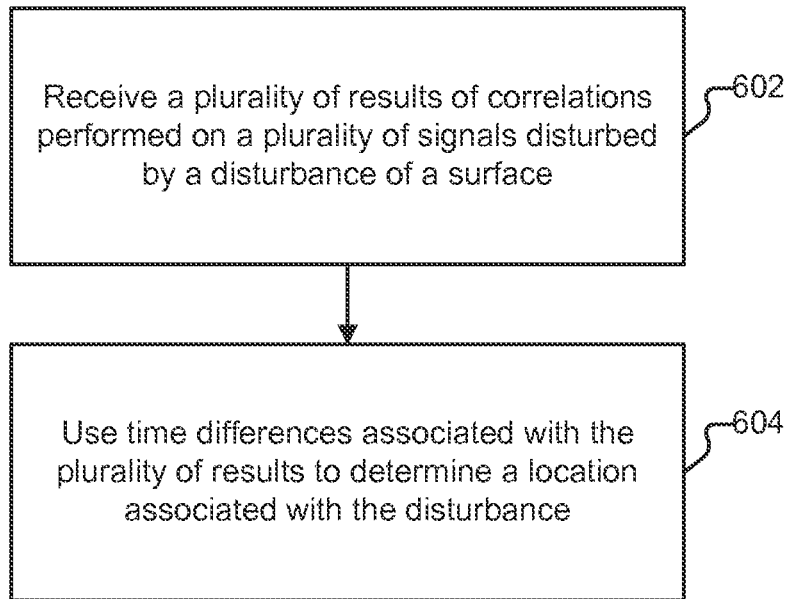 Receive a plurality of results of correlations
performed on a plurality of signals disturbed
by a disturbance of a surface
602
Use time differences associated with the
plurality of results to determine a location
associated with the disturbance
604